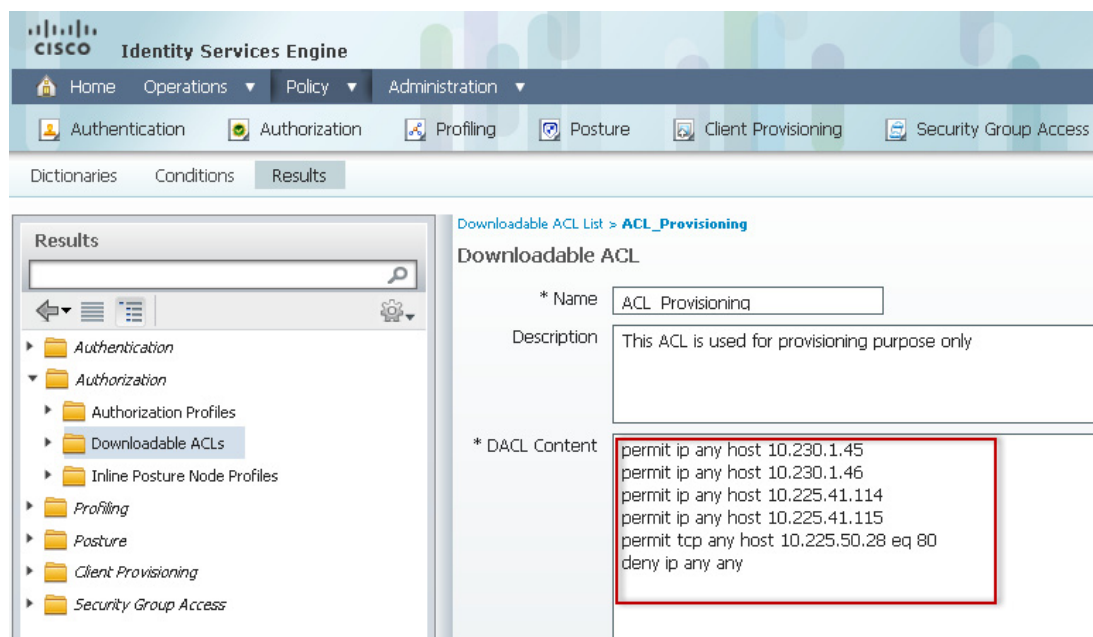 CISCO Identity Services Engine
Home Operations Policy Administration
Authentication Authorization Profiling Posture Client Provisioning Security Group Access
Dictionaries Conditions Results
Results
Authentication
Authorization
Authorization Profiles
Downloadable ACLs
Inline Posture Node Profiles
Profiling
Posture
Client Provisioning
Security Group Access
Downloadable ACL List > ACL_Provisioning
Downloadable ACL
* Name ACL_Provisioning
Description This ACL is used for provisioning purpose only
* DACL Content
permit ip any host 10.230.1.45
permit ip any host 10.230.1.46
permit ip any host 10.225.41.114
permit ip any host 10.225.41.115
permit tcp any host 10.225.50.28 eq 80
deny ip any any